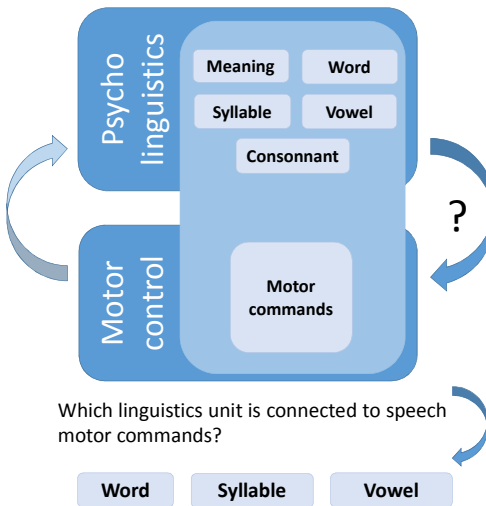 Psycho
linguistics
Meaning
Word
Syllable
Vowel
Consonnant
?
Motor
control
Motor
commands
Which linguistics unit is connected to speech
motor commands?
Word
Syllable
Vowel